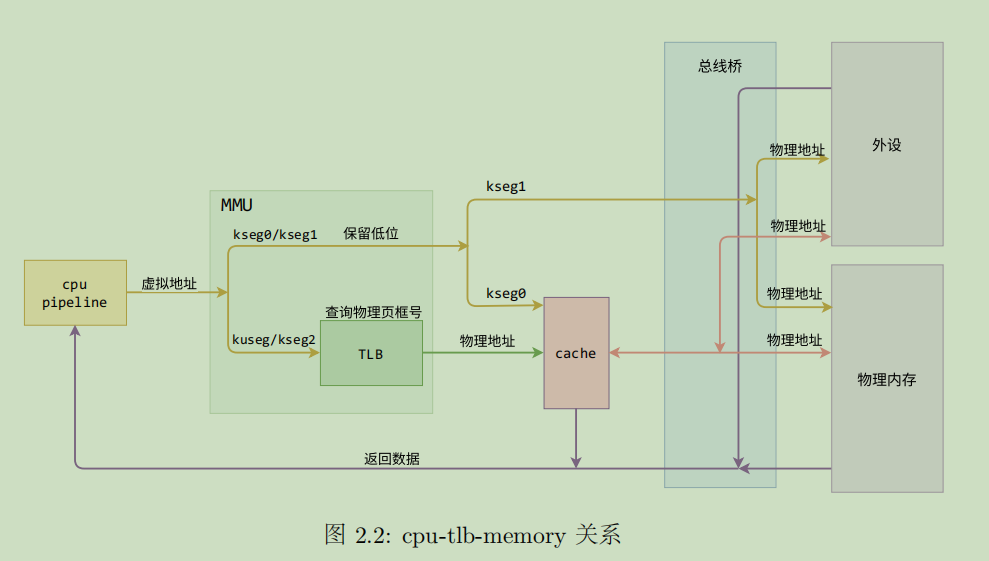 总线桥
外设
物理地址
kseg1
MMU
物理地址
kseg0/kseg1 保留低位
cpu
pipeline
虚拟地址
kseg0
物理地址
查询物理页框号
kuseg/kseg2
TLB
物理地址
cache
物理地址
物理内存
返回数据
图 2.2: cpu-tlb-memory 关系